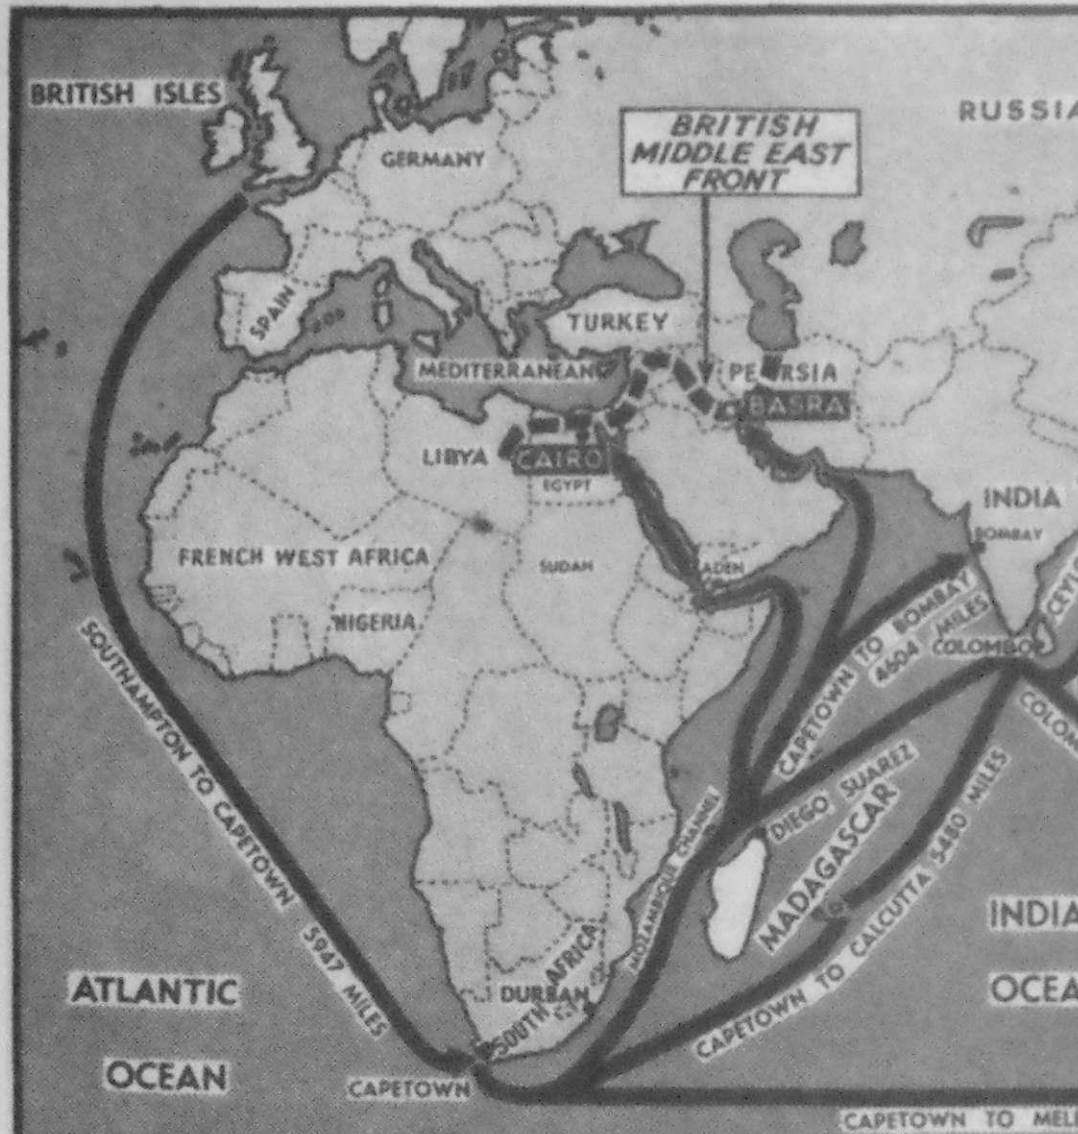 BRITISH ISLES
RUSSIA
BRITISH
MIDDLE EAST
FRONT
GERMANY
SPAIN
TURKEY
MEDITERRANEAN
PERSIA
BASRA
LIBYA
CAIRO
EGYPT
INDIA
BOMBAY
FRENCH WEST AFRICA
SUDAN
ADEN
NIGERIA
CEYLO
COLOMBO
CAPETOWN TO BOMBAY
4604 MILES
COLOM
SOUTHAMPTON TO CAPETOWN 5947 MILES
DIEGO SUAREZ
MADAGASCAR
MOZAMBIQUE CHANNEL
CAPETOWN TO CALCUTTA 5480 MILES
INDIA
OCEA
ATLANTIC
OCEAN
DURBAN
SOUTH AFRICA
CAPETOWN
CAPETOWN TO MEL